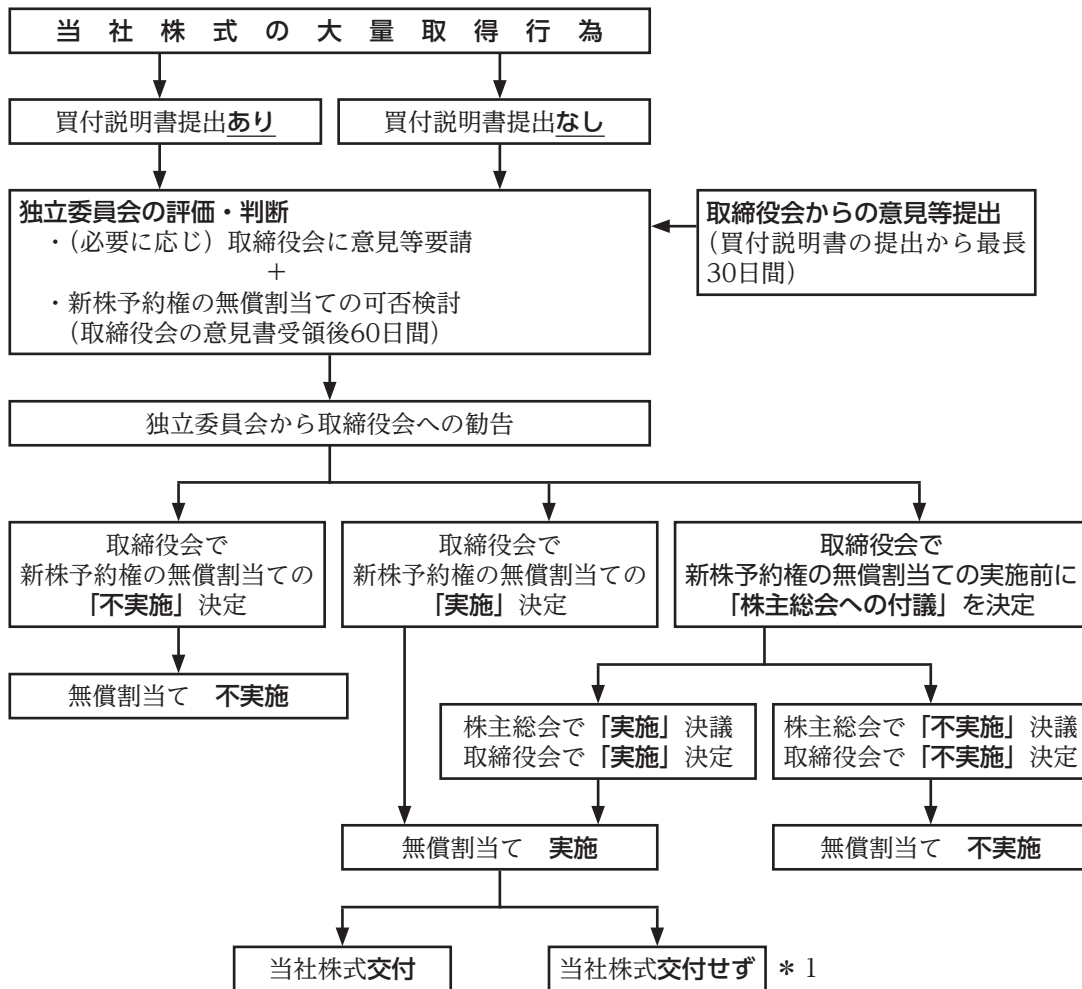 当社株式の大量取得行為
買付説明書提出あり
買付説明書提出なし
独立委員会の評価・判断
・（必要に応じ）取締役会に意見等要請
＋
・新株予約権の無償割当ての可否検討
（取締役会の意見書受領後60日間）
取締役会からの意見等提出
（買付説明書の提出から最長
30日間）
独立委員会から取締役会への勧告
取締役会で
新株予約権の無償割当ての
「不実施」決定
取締役会で
新株予約権の無償割当ての
「実施」決定
取締役会で
新株予約権の無償割当ての実施前に
「株主総会への付議」を決定
無償割当て　不実施
株主総会で「実施」決議
取締役会で「実施」決定
株主総会で「不実施」決議
取締役会で「不実施」決定
無償割当て　実施
無償割当て　不実施
当社株式交付
当社株式交付せず ＊1